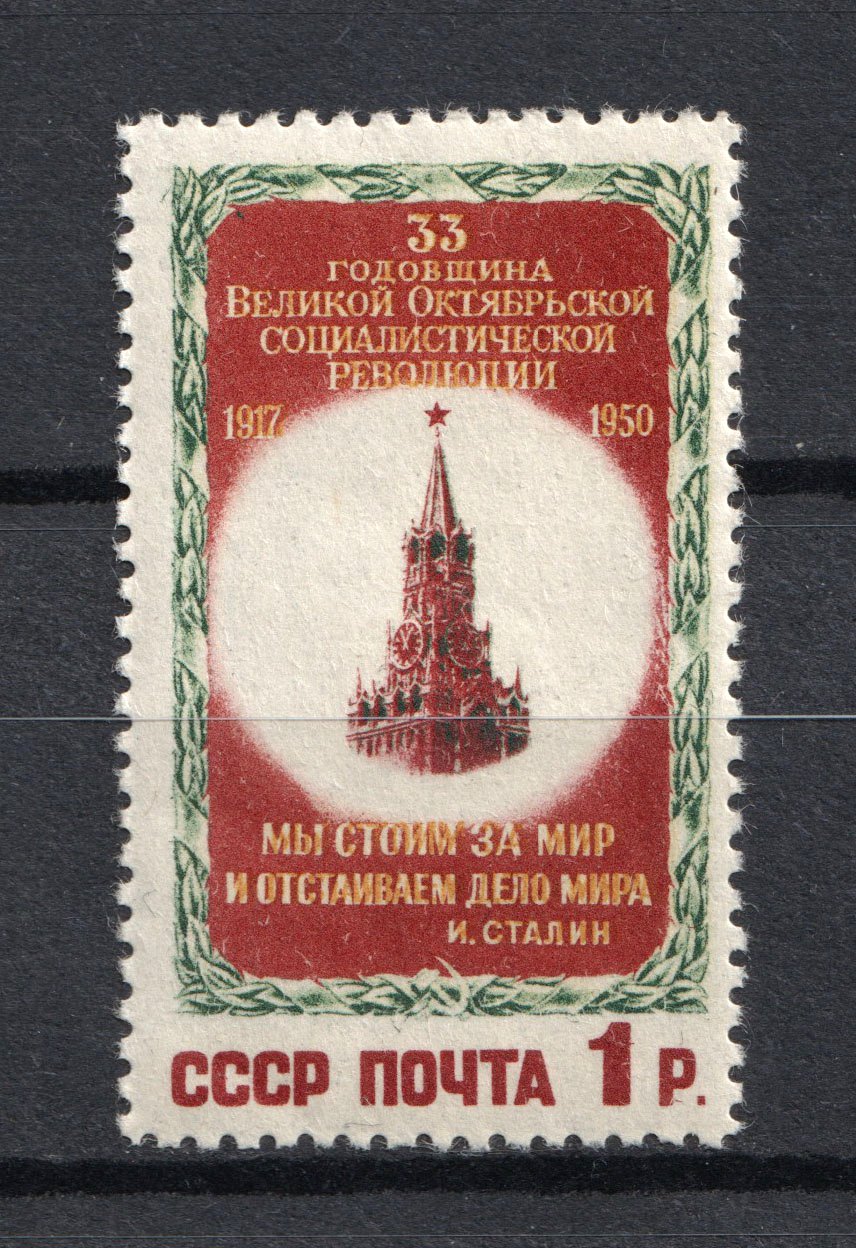 33
ГОДОВЩИНА
ВЕЛИКОЙ ОКТЯБРЬСКОЙ
СОЦИАЛИСТИЧЕСКОЙ
РЕВОЛЮЦИИ
1917 1950
МЫ СТОИМ ЗА МИР
И ОТСТАИВАЕМ ДЕЛО МИРА
И. СТАЛИН
СССР ПОЧТА 1 Р.